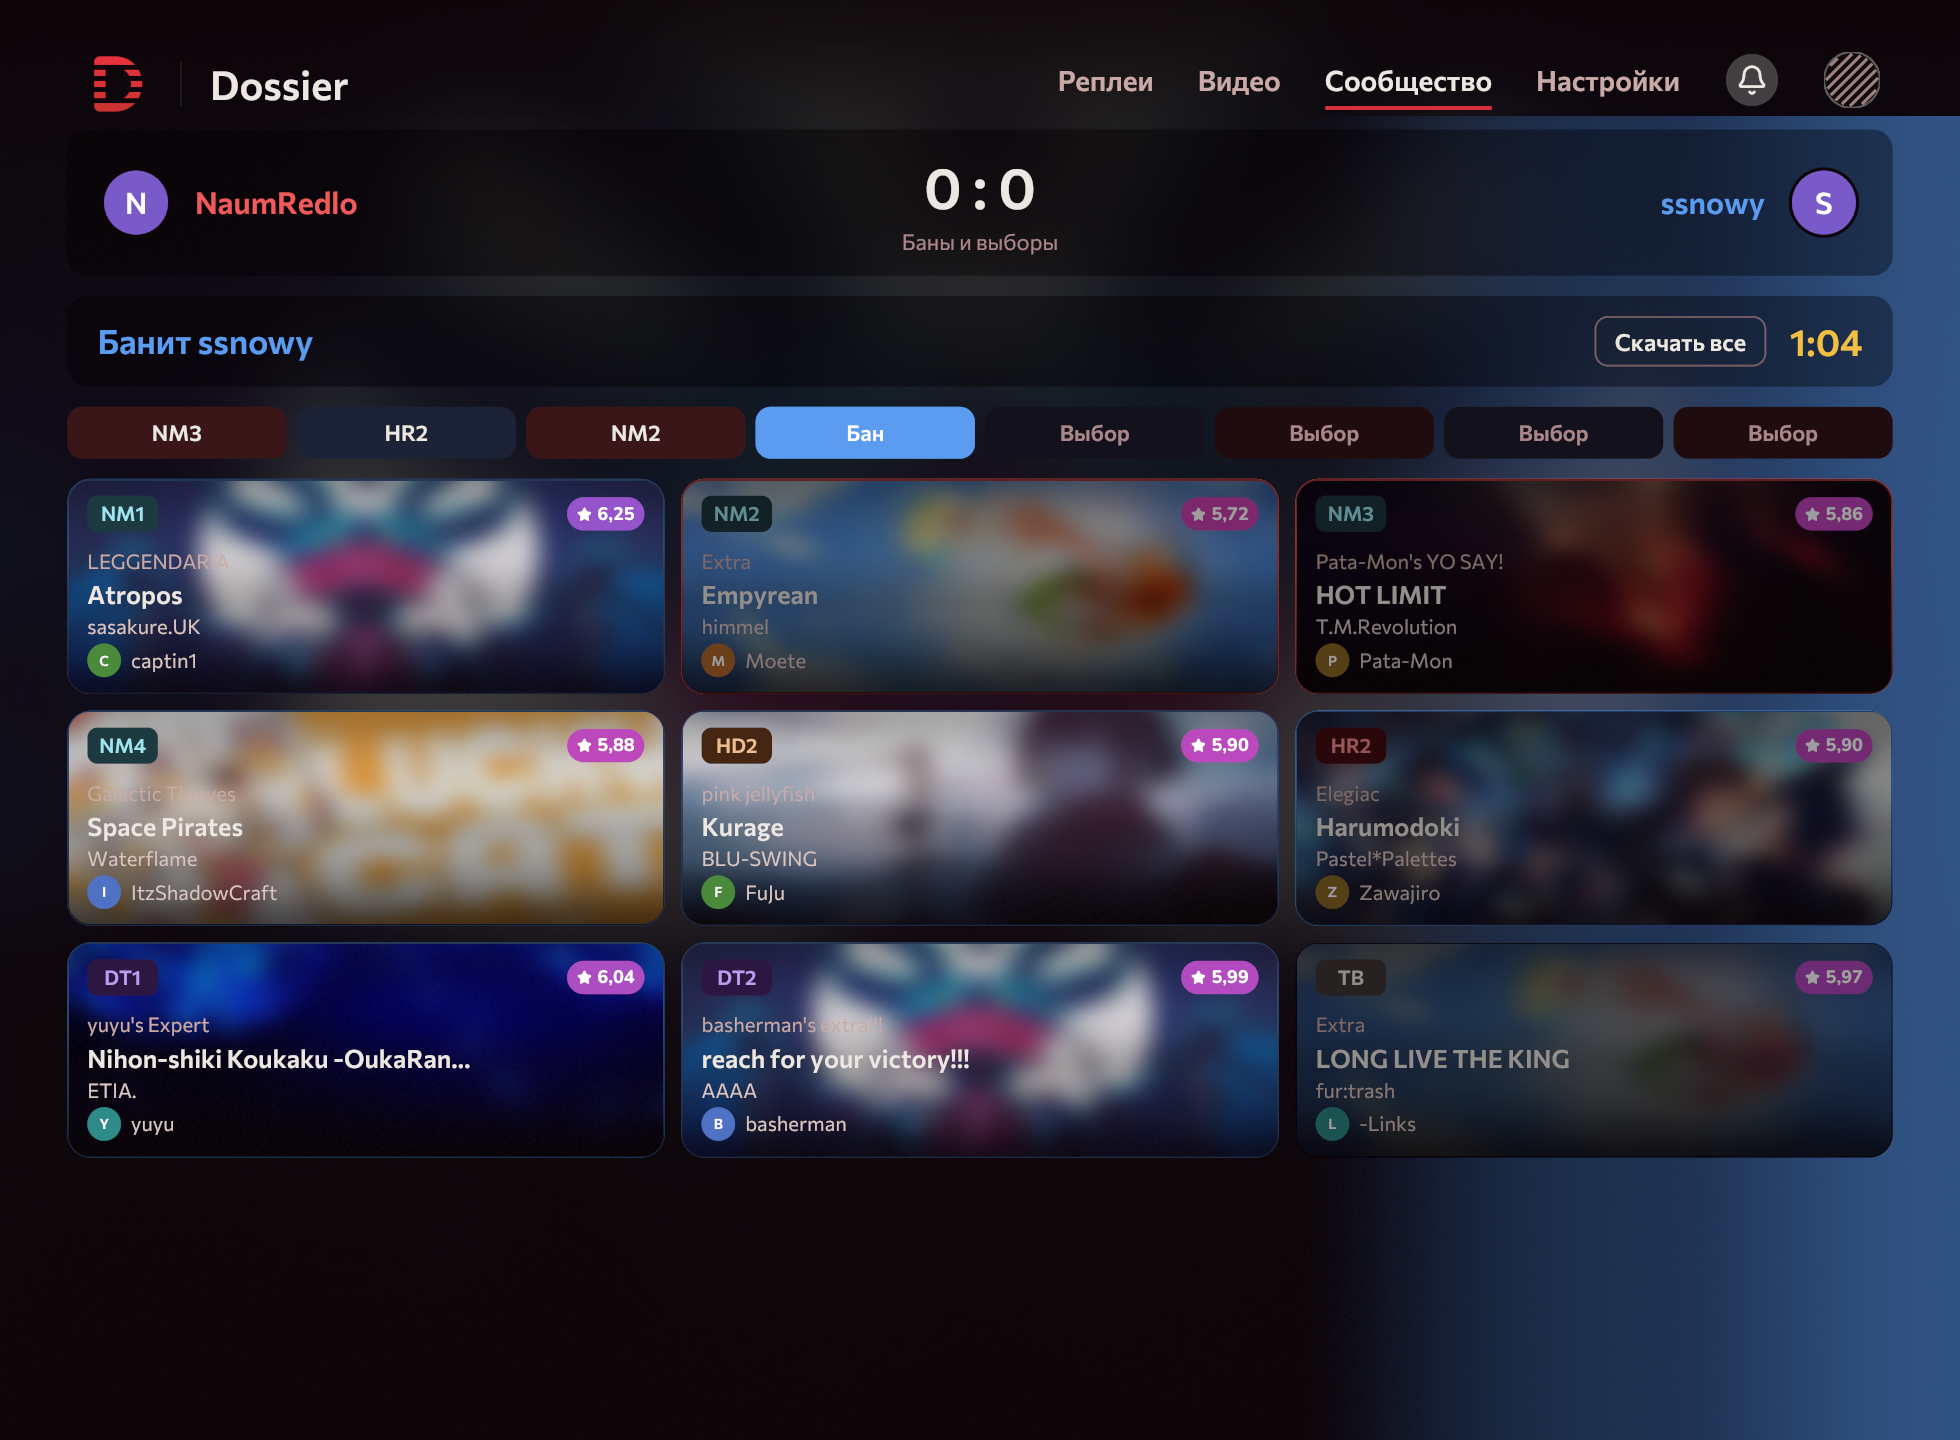 Dossier
Реплеи
Видео
Сообщество
Настройки
N
NaumRedlo
0:0
Баны и выборы
ssnowy
S
Банит ssnowy
Скачать все
1:04
NM3
HR2
NM2
Бан
Выбор
Выбор
Выбор
Выбор
NM1
6,25
LEGGENDARIA
Atropos
sasakure.UK
C
captin1
NM2
5,72
Extra
Empyrean
himmel
M
Moete
NM3
5,86
Pata-Mon's YO SAY!
HOT LIMIT
T.M.Revolution
P
Pata-Mon
NM4
5,88
Galactic Thieves
Space Pirates
Waterflame
I
ItzShadowCraft
HD2
5,90
pink jellyfish
Kurage
BLU-SWING
F
FuJu
HR2
5,90
Elegiac
Harumodoki
Pastel*Palettes
Z
Zawajiro
DT1
6,04
yuyu's Expert
Nihon-shiki Koukaku -OukaRan...
ETIA.
Y
yuyu
DT2
5,99
basherman's extra!!!
reach for your victory!!!
AAAA
B
basherman
TB
5,97
Extra
LONG LIVE THE KING
fur:trash
L
-Links